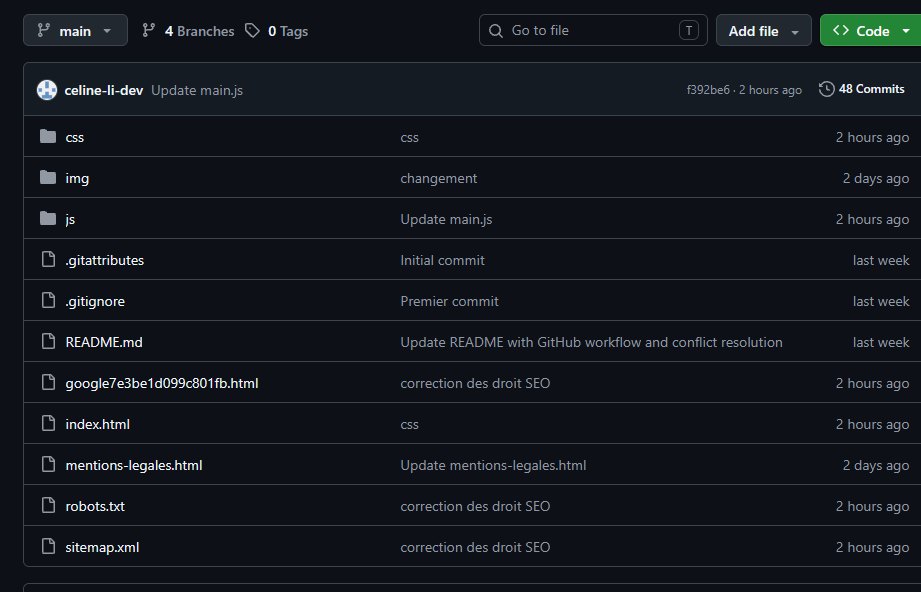 main 4 Branches 0 Tags Go to file T Add file Code
celine-li-dev Update main.js f392be6 · 2 hours ago 48 Commits
css css 2 hours ago
img changement 2 days ago
js Update main.js 2 hours ago
.gitattributes Initial commit last week
.gitignore Premier commit last week
README.md Update README with GitHub workflow and conflict resolution last week
google7e3be1d099c801fb.html correction des droit SEO 2 hours ago
index.html css 2 hours ago
mentions-legales.html Update mentions-legales.html 2 days ago
robots.txt correction des droit SEO 2 hours ago
sitemap.xml correction des droit SEO 2 hours ago